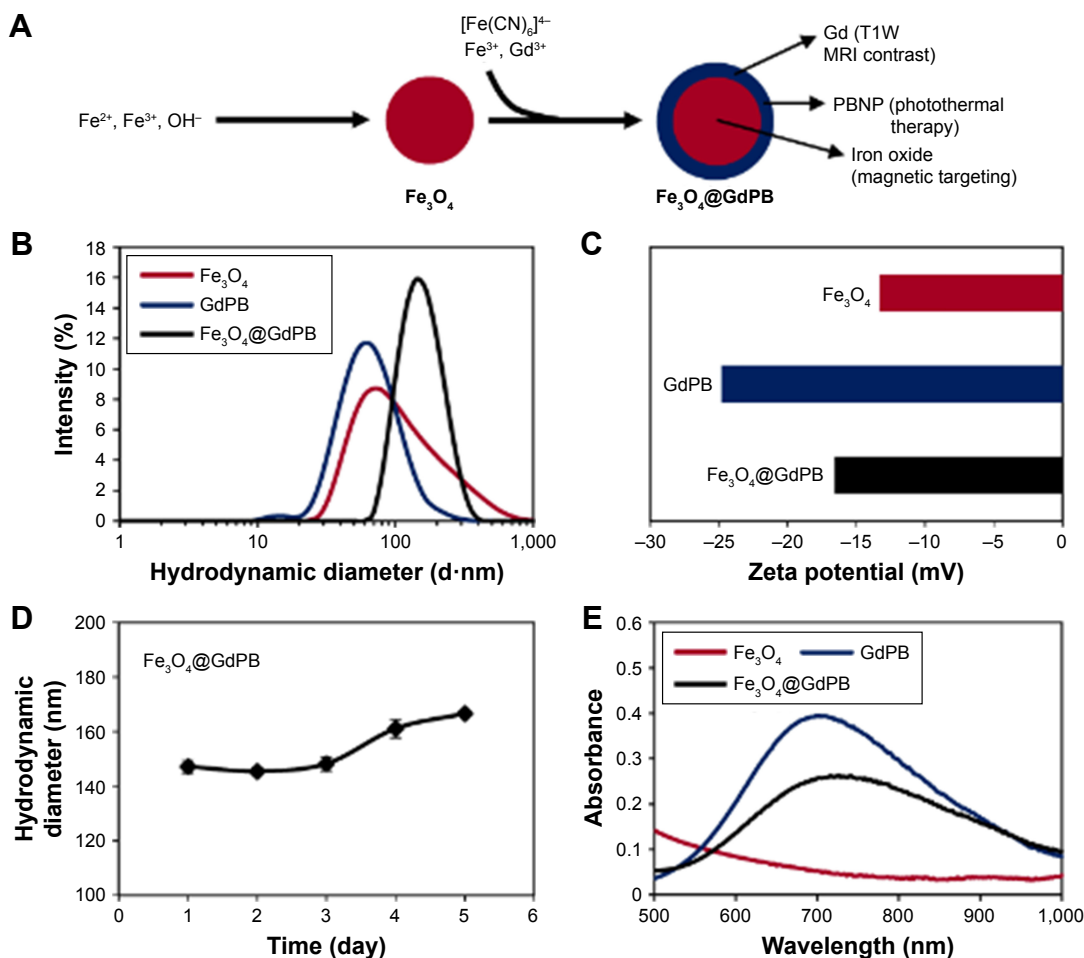 A
[Fe(CN)₆]⁴⁻
Fe³⁺, Gd³⁺
Fe²⁺, Fe³⁺, OH⁻
Gd (T1W
MRI contrast)
PBNP (photothermal
therapy)
Iron oxide
(magnetic targeting)
Fe₃O₄
Fe₃O₄@GdPB
B
18
16
14
12
10
8
6
4
2
0
Intensity (%)
Fe₃O₄
GdPB
Fe₃O₄@GdPB
1
10
100
1,000
Hydrodynamic diameter (d·nm)
C
Fe₃O₄
GdPB
Fe₃O₄@GdPB
–30
–25
–20
–15
–10
–5
0
Zeta potential (mV)
D
200
180
160
140
120
100
Hydrodynamic
diameter (nm)
Fe₃O₄@GdPB
0
1
2
3
4
5
6
Time (day)
E
0.6
0.5
0.4
0.3
0.2
0.1
0
Absorbance
Fe₃O₄
GdPB
Fe₃O₄@GdPB
500
600
700
800
900
1,000
Wavelength (nm)